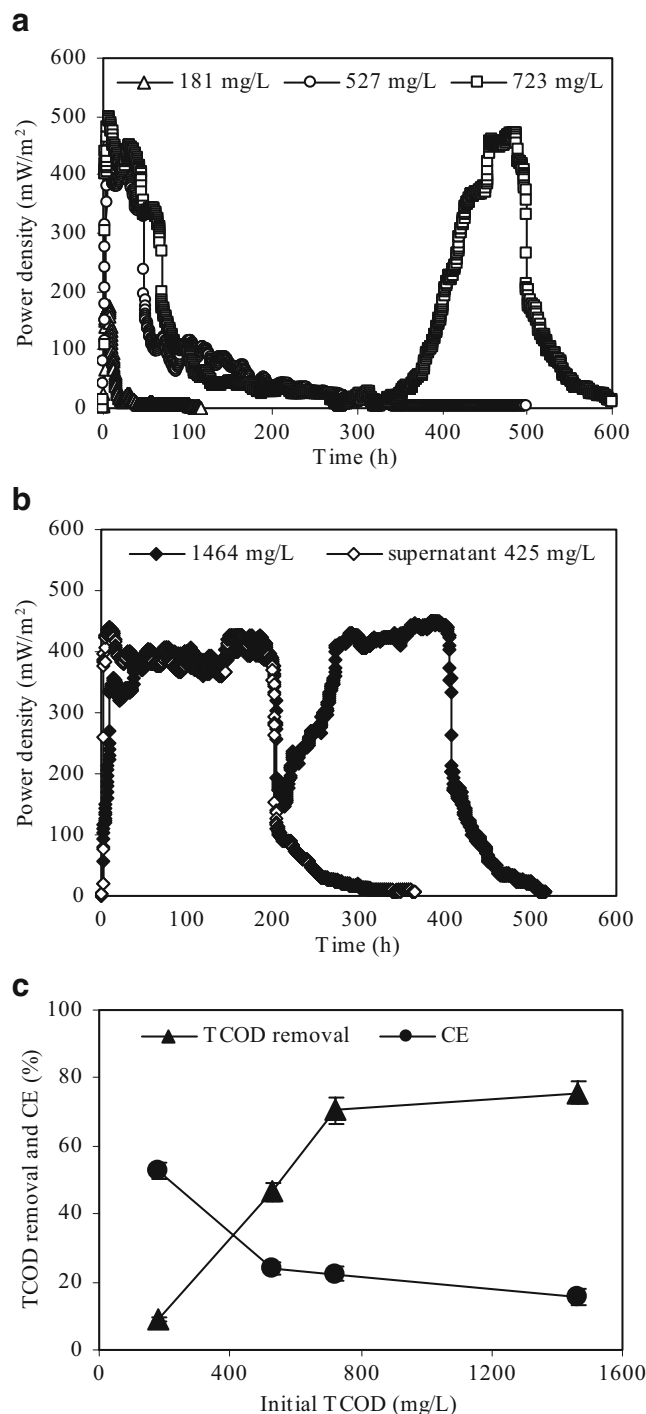 a
600
500
400
300
200
100
0
181 mg/L 527 mg/L 723 mg/L
Power density (mW/m²)
0 100 200 300 400 500 600
Time (h)
b
600
500
400
300
200
100
0
1464 mg/L supernatant 425 mg/L
Power density (mW/m²)
0 100 200 300 400 500 600
Time (h)
c
100
80
60
40
20
0
TCOD removal CE
TCOD removal and CE (%)
0 400 800 1200 1600
Initial TCOD (mg/L)